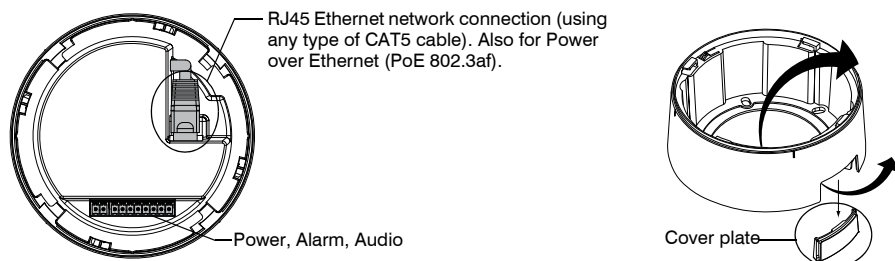 RJ45 Ethernet network connection (using
any type of CAT5 cable). Also for Power
over Ethernet (PoE 802.3af).
Power, Alarm, Audio
Cover plate